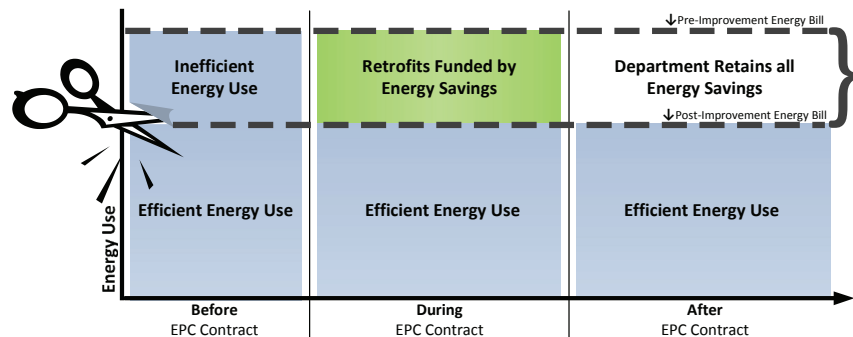 ↓Pre-Improvement Energy Bill
Inefficient
Energy Use
Retrofits Funded by
Energy Savings
Department Retains all
Energy Savings
↓Post-Improvement Energy Bill
Efficient Energy Use
Efficient Energy Use
Efficient Energy Use
Energy Use
Before
EPC Contract
During
EPC Contract
After
EPC Contract